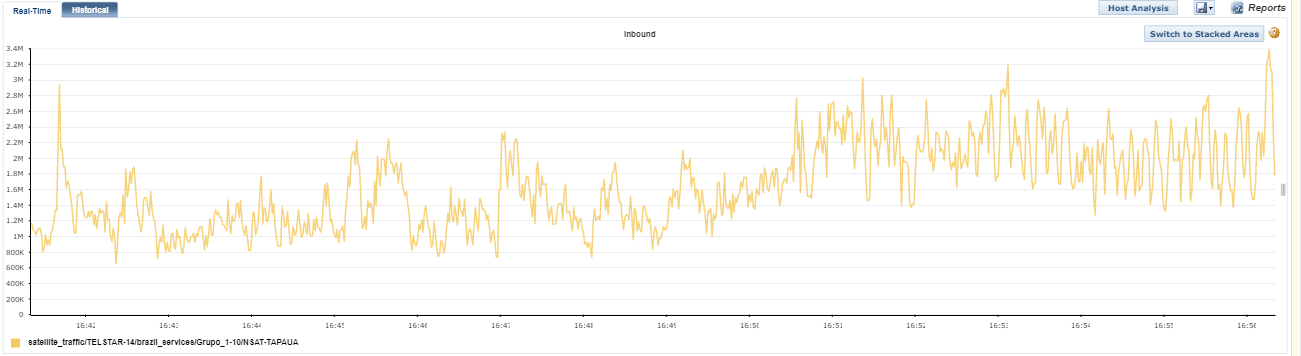 Real-Time Historical Host Analysis Reports
Inbound Switch to Stacked Areas
3.4M
3.2M
3M
2.8M
2.6M
2.4M
2.2M
2M
1.8M
1.6M
1.4M
1.2M
1M
800K
600K
400K
200K
0
16:42 16:43 16:44 16:45 16:46 16:47 16:48 16:49 16:50 16:51 16:52 16:53 16:54 16:55 16:56
satellite_traffic/TELSTAR-14/brazil_services/Grupo_1-10/NSAT-TAPAUA